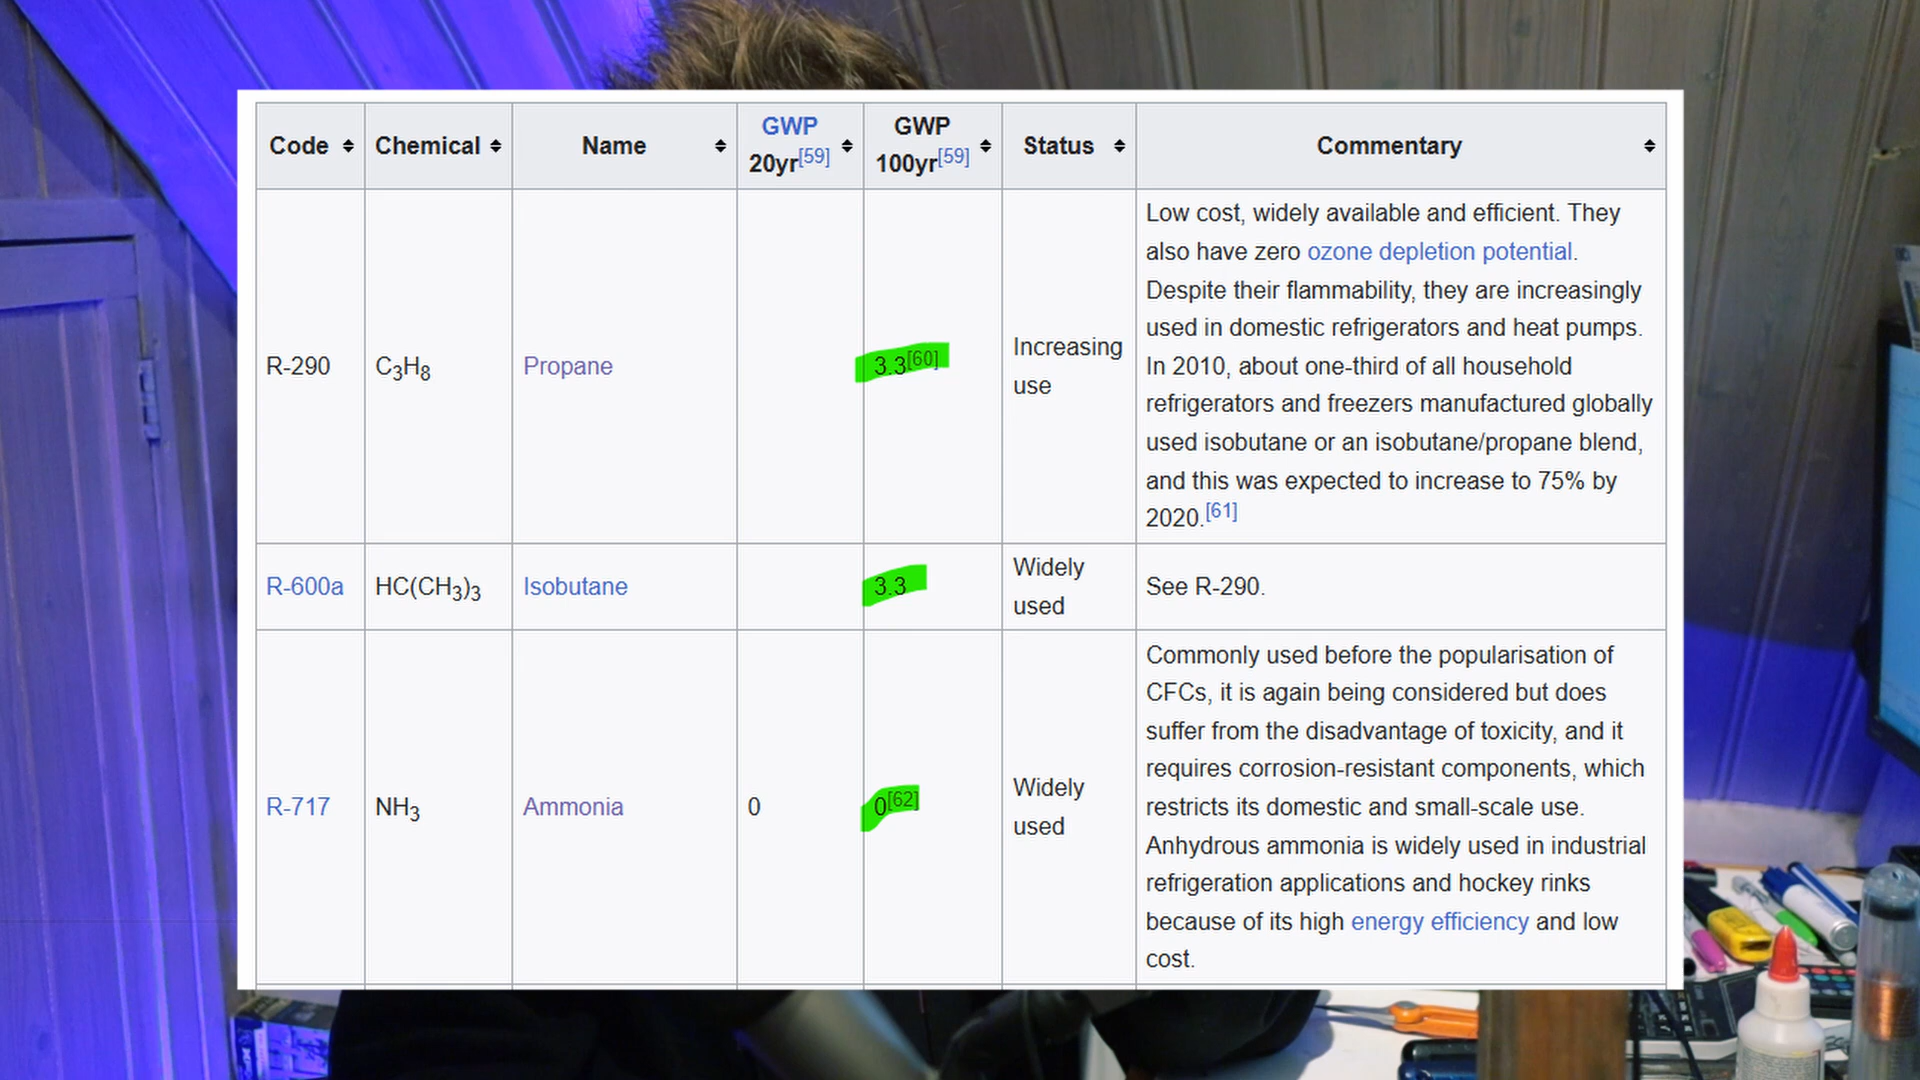 Code Chemical Name GWP 20yr[59] GWP 100yr[59] Status Commentary
R-290 C3H8 Propane 3.3[60] Increasing use
Low cost, widely available and efficient. They
also have zero ozone depletion potential.
Despite their flammability, they are increasingly
used in domestic refrigerators and heat pumps.
In 2010, about one-third of all household
refrigerators and freezers manufactured globally
used isobutane or an isobutane/propane blend,
and this was expected to increase to 75% by
2020.[61]
R-600a HC(CH3)3 Isobutane 3.3 Widely used See R-290.
R-717 NH3 Ammonia 0 0[62] Widely used
Commonly used before the popularisation of
CFCs, it is again being considered but does
suffer from the disadvantage of toxicity, and it
requires corrosion-resistant components, which
restricts its domestic and small-scale use.
Anhydrous ammonia is widely used in industrial
refrigeration applications and hockey rinks
because of its high energy efficiency and low
cost.